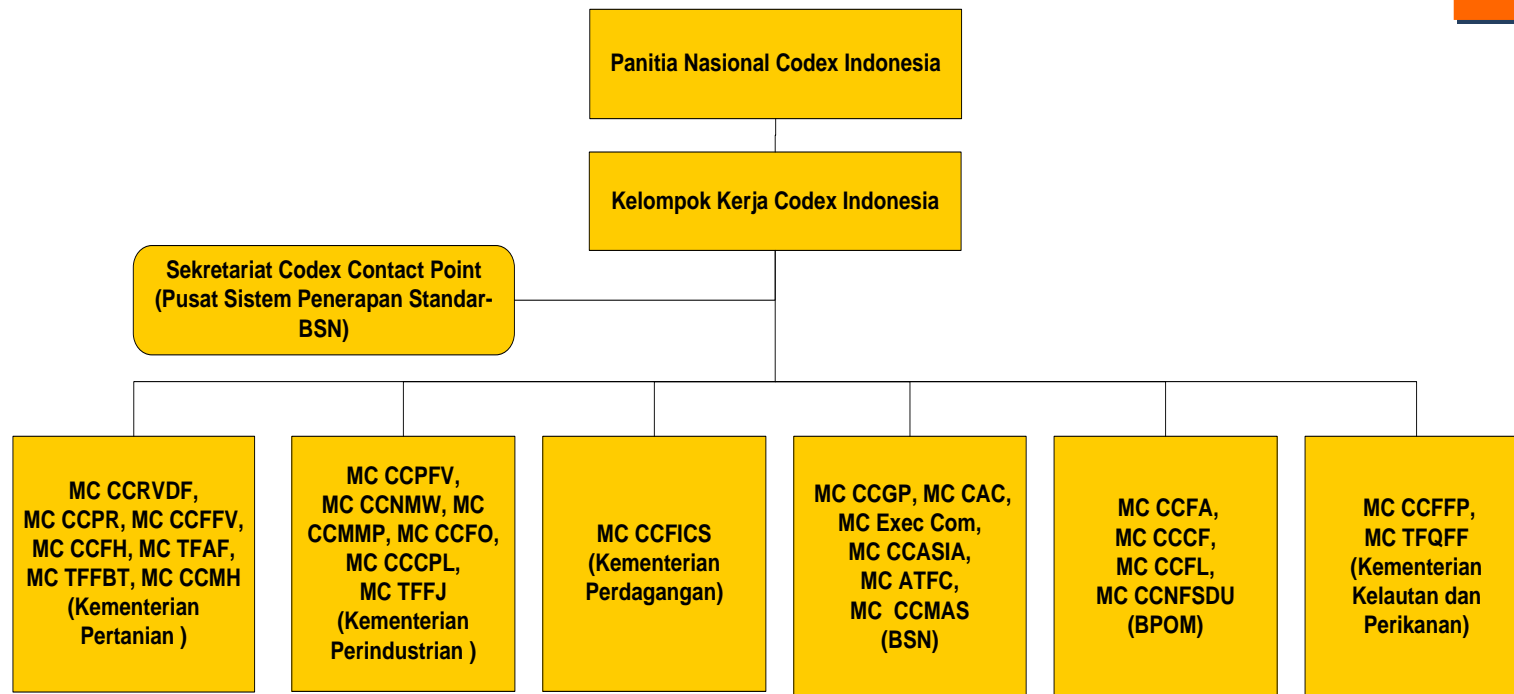 Panitia Nasional Codex Indonesia
Kelompok Kerja Codex Indonesia
Sekretariat Codex Contact Point
(Pusat Sistem Penerapan Standar-
BSN)
MC CCRVDF,
MC CCPR, MC CCFFV,
MC CCFH, MC TFAF,
MC TFFBT, MC CCMH
(Kementerian
Pertanian )
MC CCPFV,
MC CCNMW, MC
CCMMP, MC CCFO,
MC CCCPL,
MC TFFJ
(Kementerian
Perindustrian )
MC CCFICS
(Kementerian
Perdagangan)
MC CCGP, MC CAC,
MC Exec Com,
MC CCASIA,
MC ATFC,
MC CCMAS
(BSN)
MC CCFA,
MC CCCF,
MC CCFL,
MC CCNFSDU
(BPOM)
MC CCFFP,
MC TFQFF
(Kementerian
Kelautan dan
Perikanan)